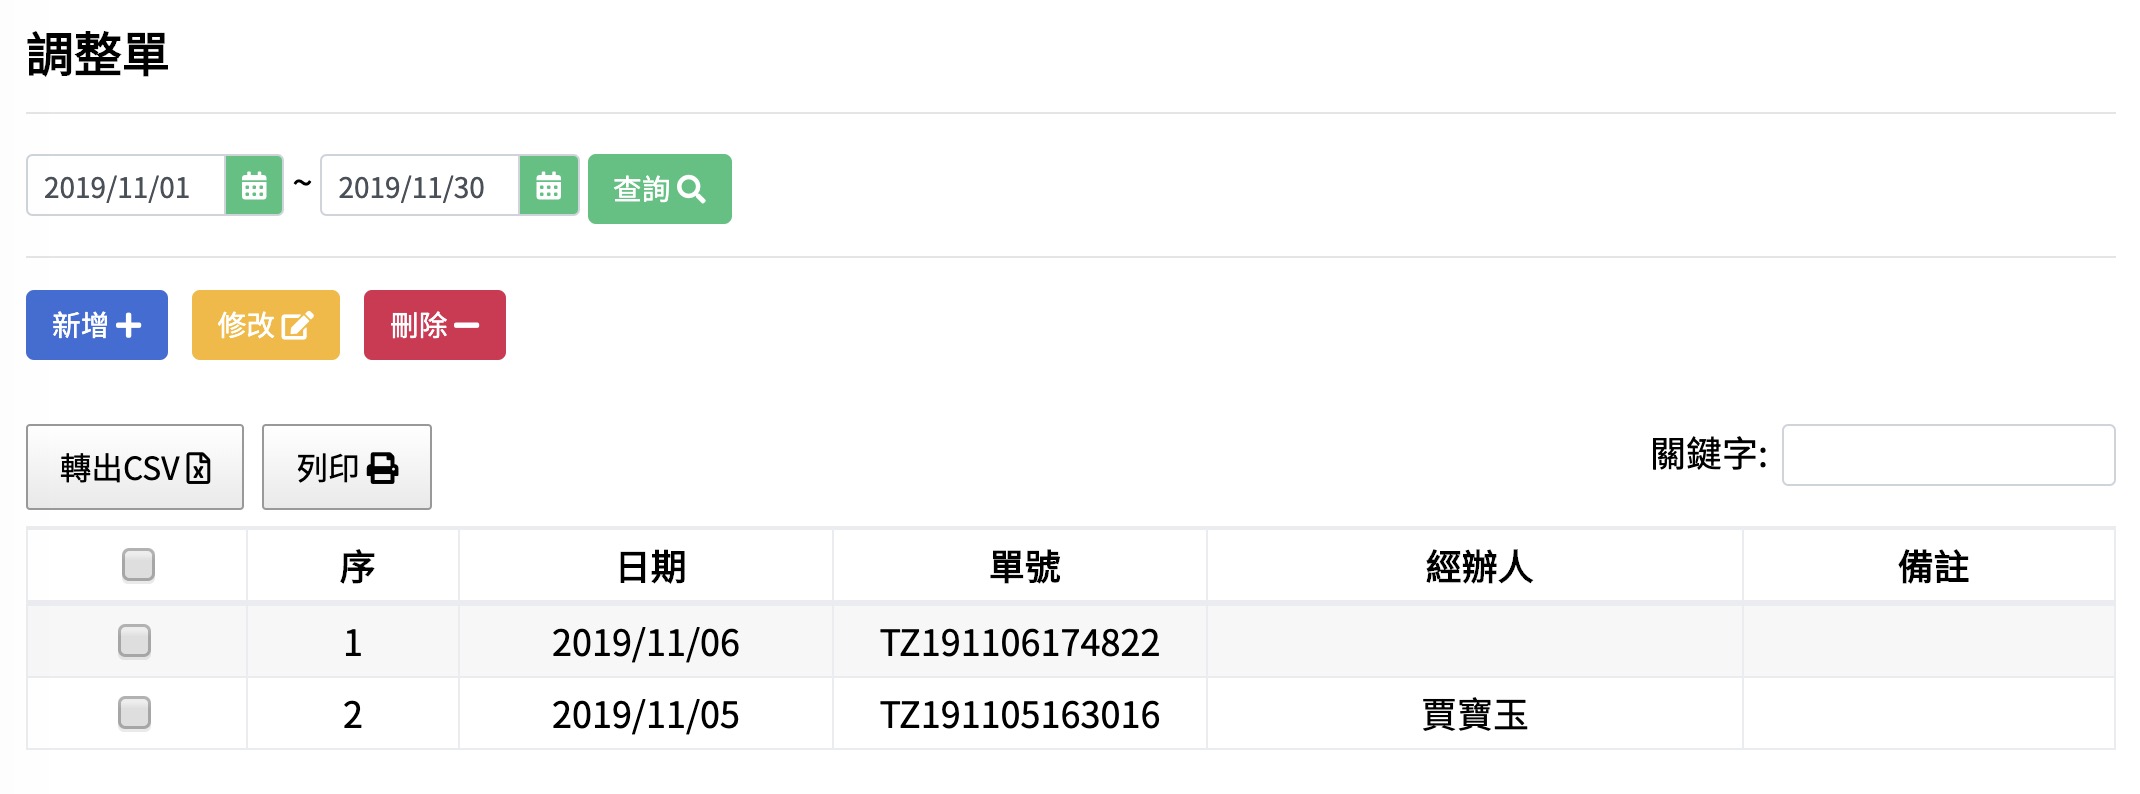 調整單
2019/11/01 ~ 2019/11/30 查詢
新增 修改 刪除
轉出CSV 列印 關鍵字:
序 日期 單號 經辦人 備註
1 2019/11/06 TZ191106174822
2 2019/11/05 TZ191105163016 賈寶玉